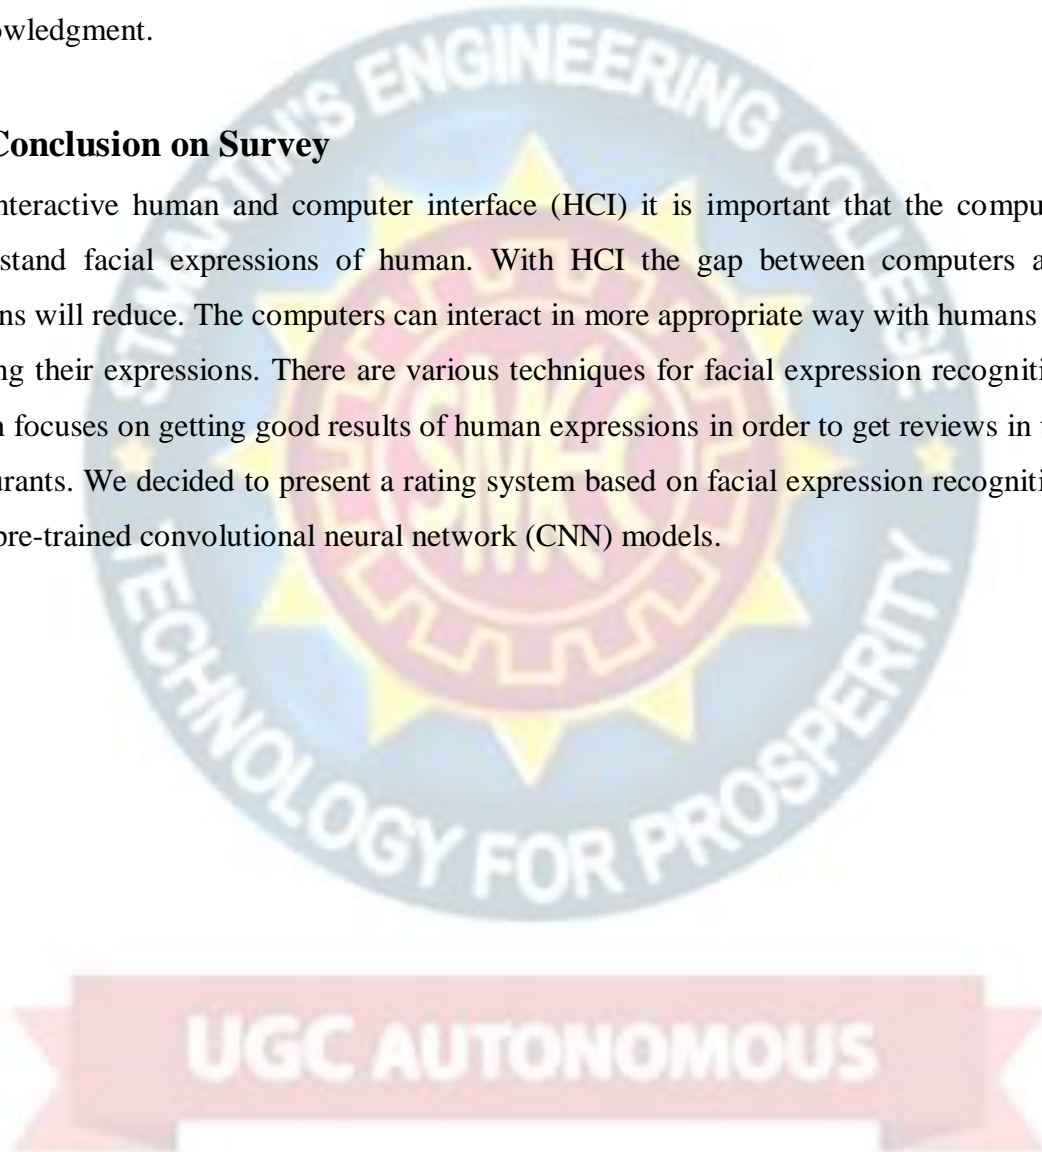 owledgment.
Conclusion on Survey
nteractive human and computer interface (HCI) it is important that the compu
stand facial expressions of human. With HCI the gap between computers a
ns will reduce. The computers can interact in more appropriate way with humans
ng their expressions. There are various techniques for facial expression recogniti
n focuses on getting good results of human expressions in order to get reviews in t
urants. We decided to present a rating system based on facial expression recogniti
pre-trained convolutional neural network (CNN) models.
ST.MARTIN'S ENGINEERING COLLEGE
SMEC
TECHNOLOGY FOR PROSPERITY
UGC AUTONOMOUS